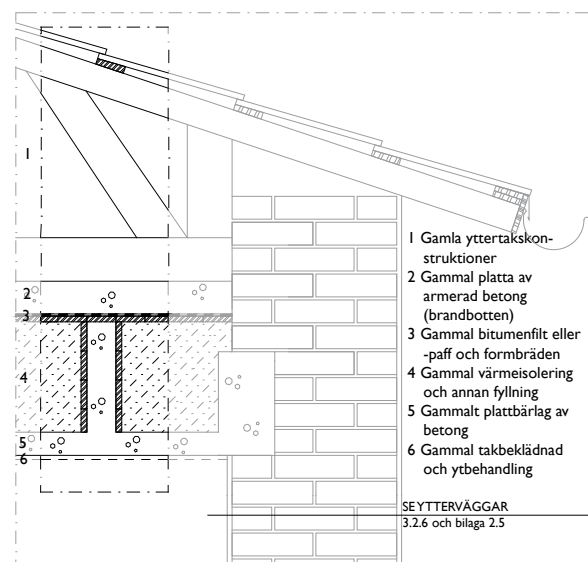 1
2
3
4
5
6
1 Gamla yttertakskon-
struktioner
2 Gammal platta av
armerad betong
(brandbotten)
3 Gammal bitumenfilt eller
-paff och formbräden
4 Gammal värmeisolering
och annan fyllning
5 Gammalt plattbärlag av
betong
6 Gammal takbeklädnad
och ytbehandling
SE YTTERVÄGGAR
3.2.6 och bilaga 2.5